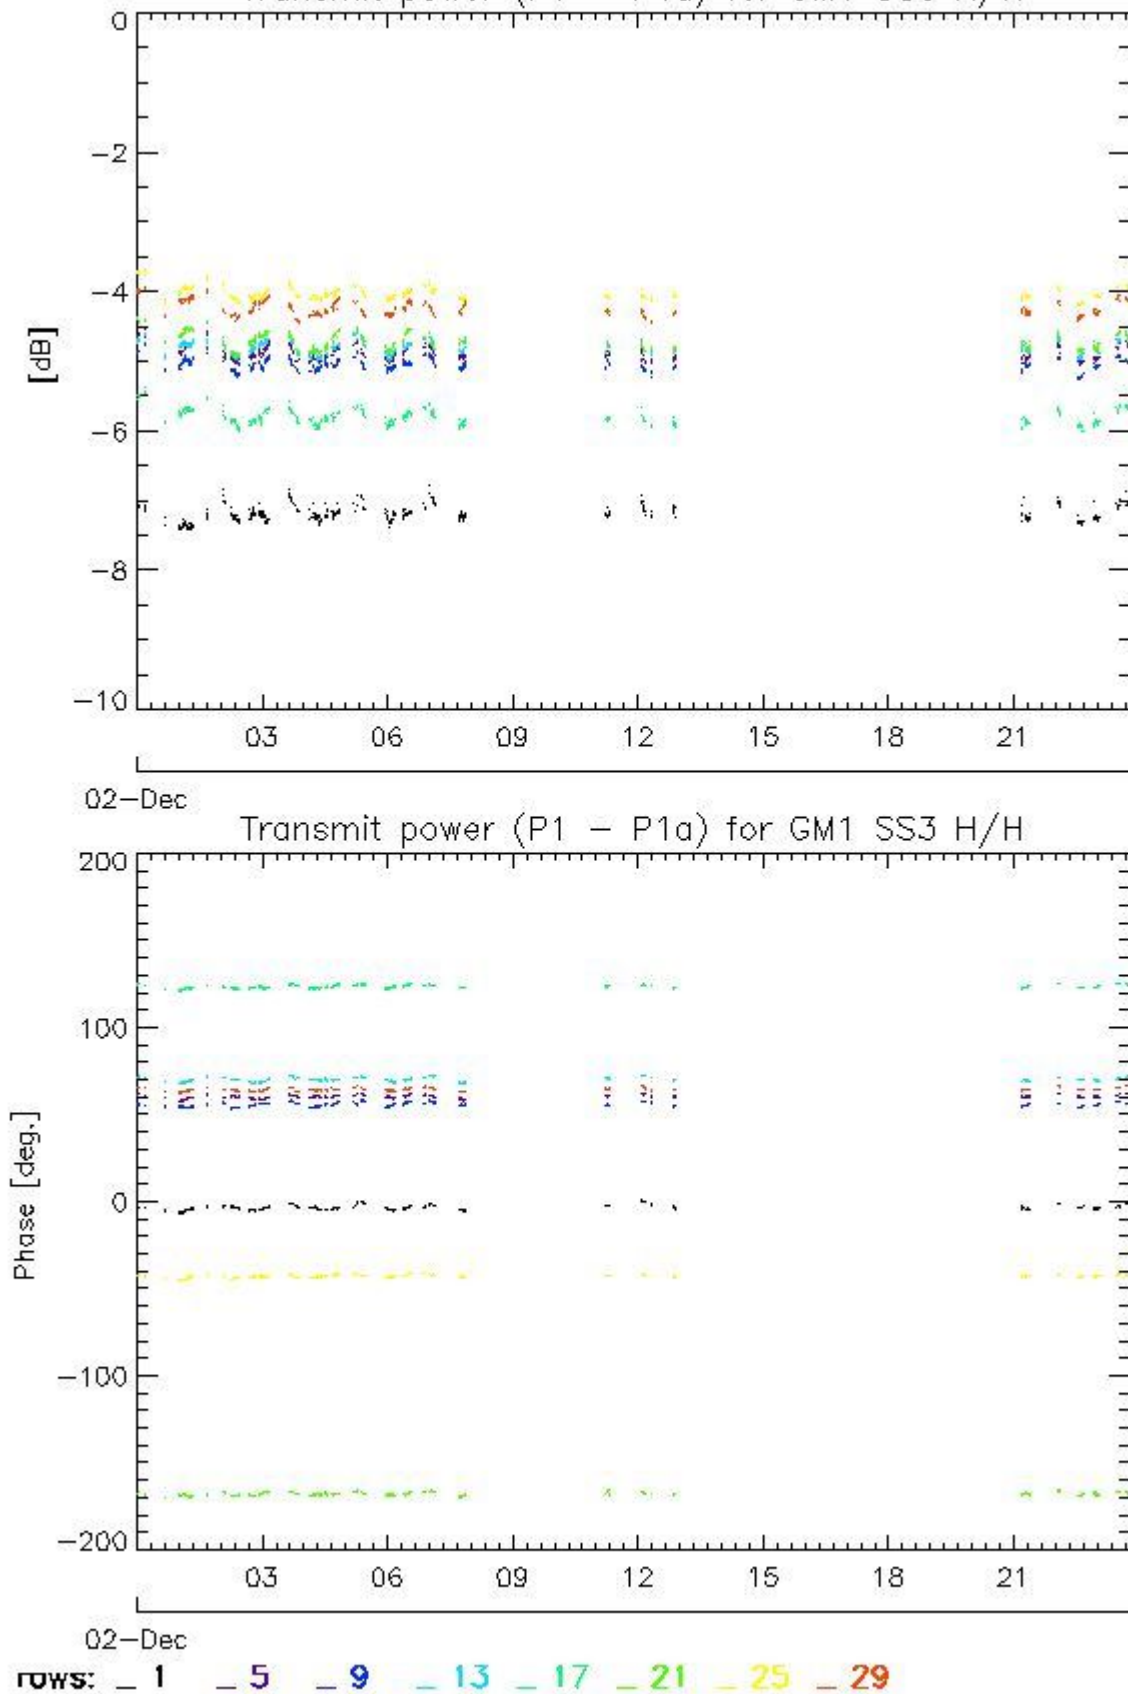 0
−2
−4
−6
−8
−10
[dB]
03 06 09 12 15 18 21
02−Dec
Transmit power (P1 − P1a) for GM1 SS3 H/H
200
100
0
−100
−200
Phase [deg.]
03 06 09 12 15 18 21
02−Dec
rows: _ 1 _ 5 _ 9 _ 13 _ 17 _ 21 _ 25 _ 29